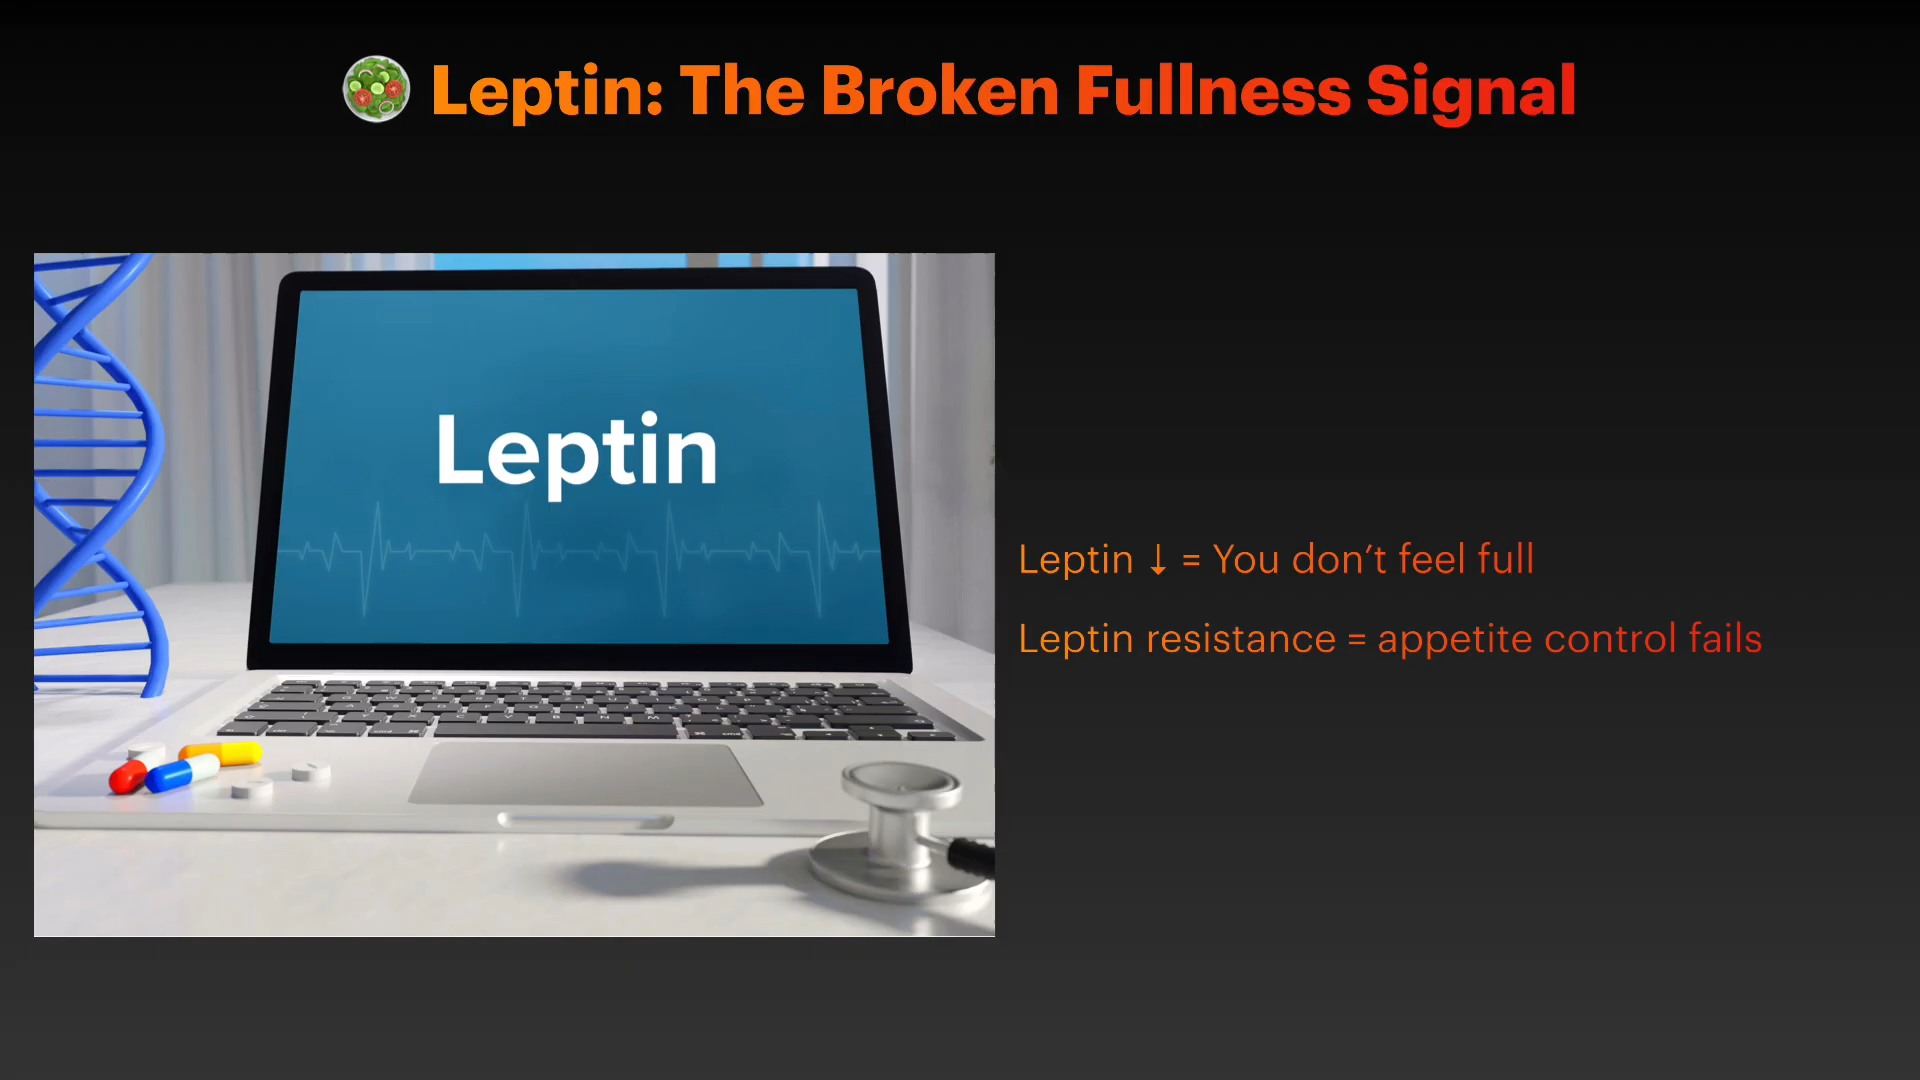 🥗 Leptin: The Broken Fullness Signal
Leptin
Leptin ↓ = You don’t feel full
Leptin resistance = appetite control fails